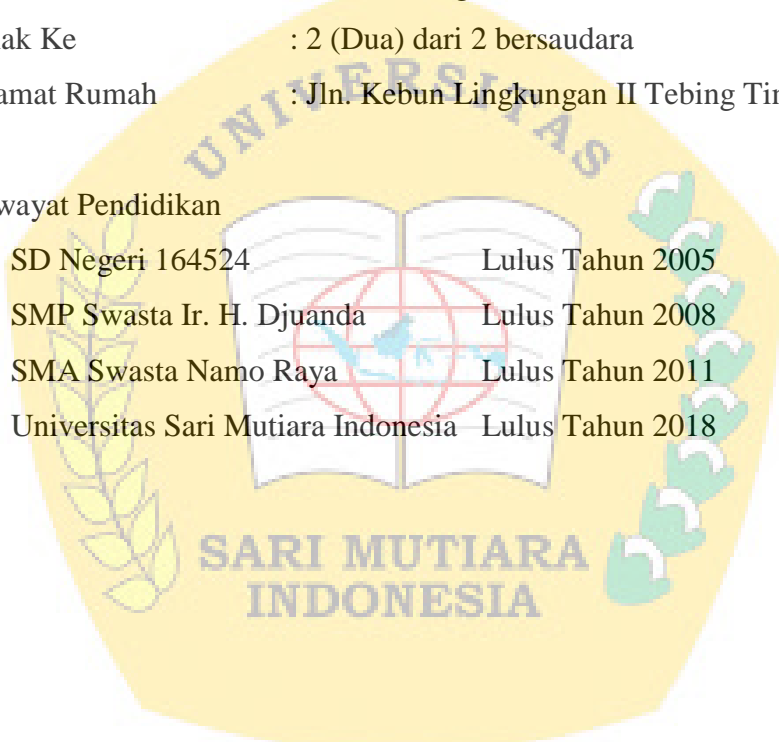 ak Ke : 2 (Dua) dari 2 bersaudara
amat Rumah : Jln. Kebun Lingkungan II Tebing Tin
UNIVERSITAS
wayat Pendidikan
SD Negeri 164524 Lulus Tahun 2005
SMP Swasta Ir. H. Djuanda Lulus Tahun 2008
SMA Swasta Namo Raya Lulus Tahun 2011
Universitas Sari Mutiara Indonesia Lulus Tahun 2018
SARI MUTIARA
INDONESIA